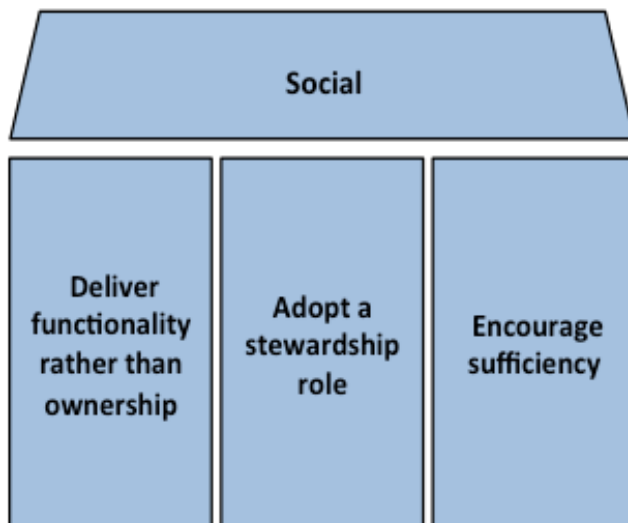 Social
Deliver
functionality
rather than
ownership
Adopt a
stewardship
role
Encourage
sufficiency